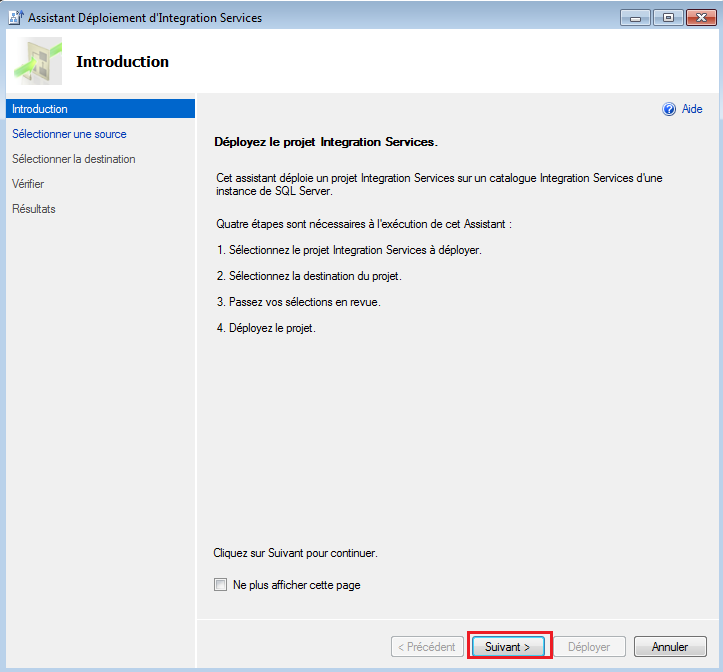 Assistant Déploiement d'Integration Services
Introduction
Introduction
Sélectionner une source
Sélectionner la destination
Vérifier
Résultats
Aide
Déployez le projet Integration Services.
Cet assistant déploie un projet Integration Services sur un catalogue Integration Services d'une
instance de SQL Server.
Quatre étapes sont nécessaires à l'exécution de cet Assistant :
1. Sélectionnez le projet Integration Services à déployer.
2. Sélectionnez la destination du projet.
3. Passez vos sélections en revue.
4. Déployez le projet.
Cliquez sur Suivant pour continuer.
Ne plus afficher cette page
< Précédent
Suivant >
Déployer
Annuler